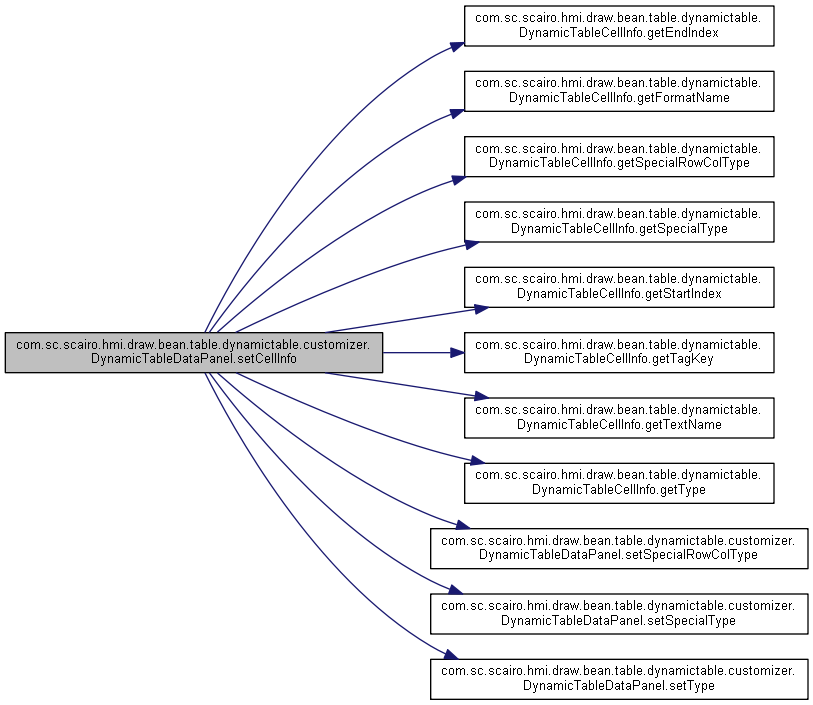 com.sc.scairo.hmi.draw.bean.table.dynamictable.
DynamicTableCellInfo.getEndIndex
com.sc.scairo.hmi.draw.bean.table.dynamictable.
DynamicTableCellInfo.getFormatName
com.sc.scairo.hmi.draw.bean.table.dynamictable.
DynamicTableCellInfo.getSpecialRowColType
com.sc.scairo.hmi.draw.bean.table.dynamictable.
DynamicTableCellInfo.getSpecialType
com.sc.scairo.hmi.draw.bean.table.dynamictable.
DynamicTableCellInfo.getStartIndex
com.sc.scairo.hmi.draw.bean.table.dynamictable.customizer.
DynamicTableDataPanel.setCellInfo
com.sc.scairo.hmi.draw.bean.table.dynamictable.
DynamicTableCellInfo.getTagKey
com.sc.scairo.hmi.draw.bean.table.dynamictable.
DynamicTableCellInfo.getTextName
com.sc.scairo.hmi.draw.bean.table.dynamictable.
DynamicTableCellInfo.getType
com.sc.scairo.hmi.draw.bean.table.dynamictable.customizer.
DynamicTableDataPanel.setSpecialRowColType
com.sc.scairo.hmi.draw.bean.table.dynamictable.customizer.
DynamicTableDataPanel.setSpecialType
com.sc.scairo.hmi.draw.bean.table.dynamictable.customizer.
DynamicTableDataPanel.setType